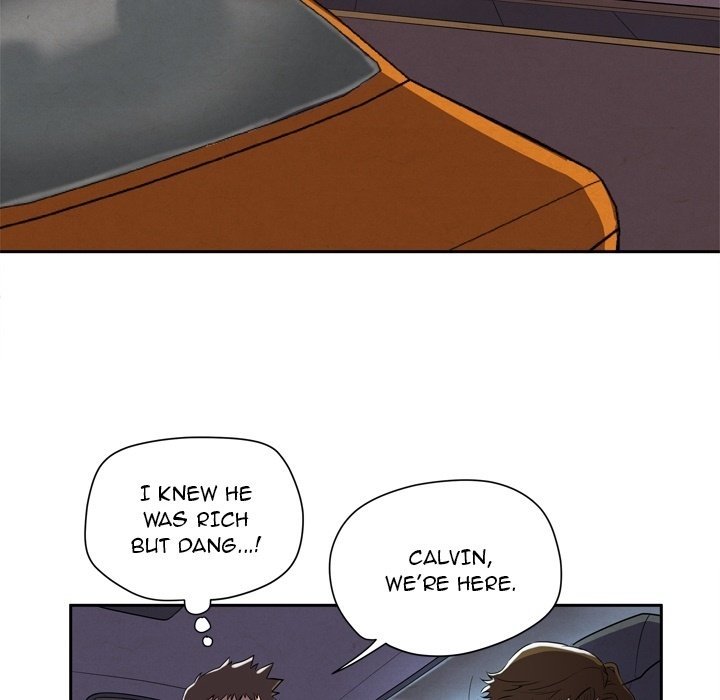 I KNEW HE
WAS RICH
BUT DANG...!
CALVIN,
WE'RE HERE.